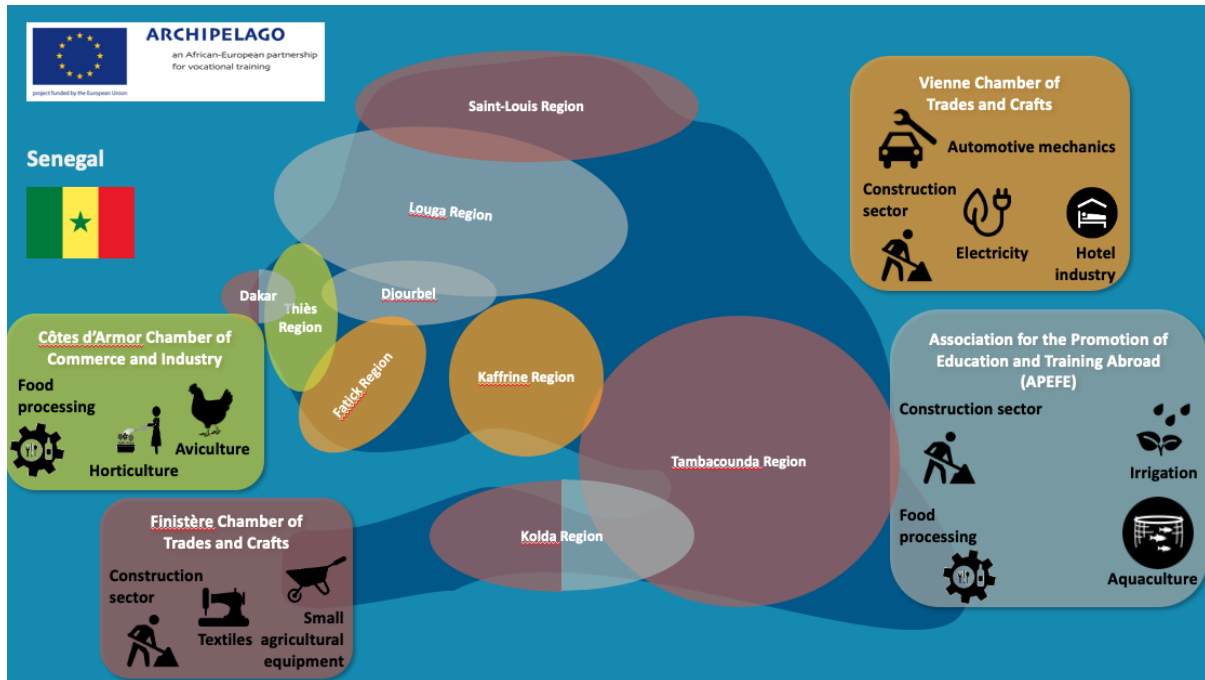 ARCHIPELAGO
an African-European partnership
for vocational training
project funded by the European Union
Senegal
Saint-Louis Region
Louga Region
Dakar
Thiès
Region
Djourbel
Fatick Region
Kaffrine Region
Tambacounda Region
Kolda Region
Vienne Chamber of
Trades and Crafts
Automotive mechanics
Construction
sector
Electricity
Hotel
industry
Côtes d'Armor Chamber of
Commerce and Industry
Food
processing
Aviculture
Horticulture
Association for the Promotion of
Education and Training Abroad
(APEFE)
Construction sector
Irrigation
Food
processing
Aquaculture
Finistère Chamber of
Trades and Crafts
Construction
sector
Textiles
Small
agricultural
equipment